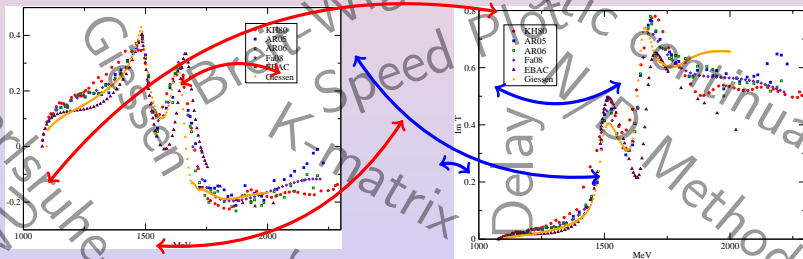 0.4
0.2
0
-0.2
1000
1500
2000
MeV
KH80
AR05
AR06
Fa08
EBAC
Giessen
0.8
0.6
0.4
0.2
0
1000
1500
2000
MeV
Im T
KH80
AR05
AR06
Fa08
EBAC
Giessen
Giessen
Breit-Wig
K-matrix
Speed Plot
Delay
N/D Method
Karlsruhe